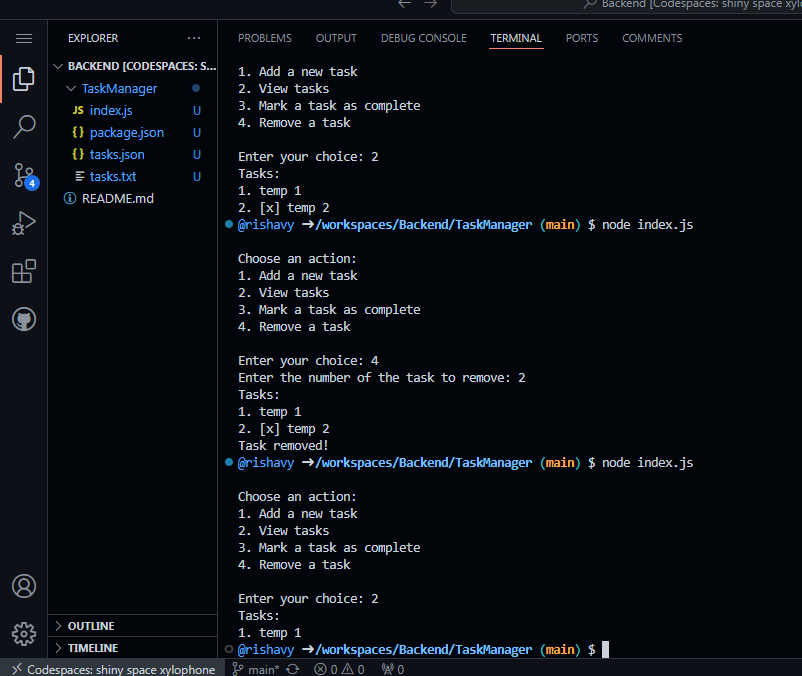 Backend [Codespaces: shiny space xylo
EXPLORER
BACKEND [CODESPACES: S...
TaskManager
JS index.js U
{} package.json U
{} tasks.json U
tasks.txt U
README.md
4
OUTLINE
TIMELINE
PROBLEMS OUTPUT DEBUG CONSOLE TERMINAL PORTS COMMENTS
1. Add a new task
2. View tasks
3. Mark a task as complete
4. Remove a task
Enter your choice: 2
Tasks:
1. temp 1
2. [x] temp 2
@rishavy ➜/workspaces/Backend/TaskManager (main) $ node index.js
Choose an action:
1. Add a new task
2. View tasks
3. Mark a task as complete
4. Remove a task
Enter your choice: 4
Enter the number of the task to remove: 2
Tasks:
1. temp 1
2. [x] temp 2
Task removed!
@rishavy ➜/workspaces/Backend/TaskManager (main) $ node index.js
Choose an action:
1. Add a new task
2. View tasks
3. Mark a task as complete
4. Remove a task
Enter your choice: 2
Tasks:
1. temp 1
@rishavy ➜/workspaces/Backend/TaskManager (main) $
Codespaces: shiny space xylophone main* 0 0 0